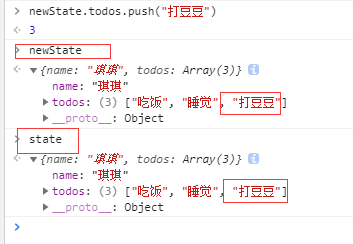 newState.todos.push("打豆豆")
3
newState
{name: "琪琪", todos: Array(3)}
name: "琪琪"
todos: (3) ["吃饭", "睡觉", "打豆豆"]
__proto__: Object
state
{name: "琪琪", todos: Array(3)}
name: "琪琪"
todos: (3) ["吃饭", "睡觉", "打豆豆"]
__proto__: Object